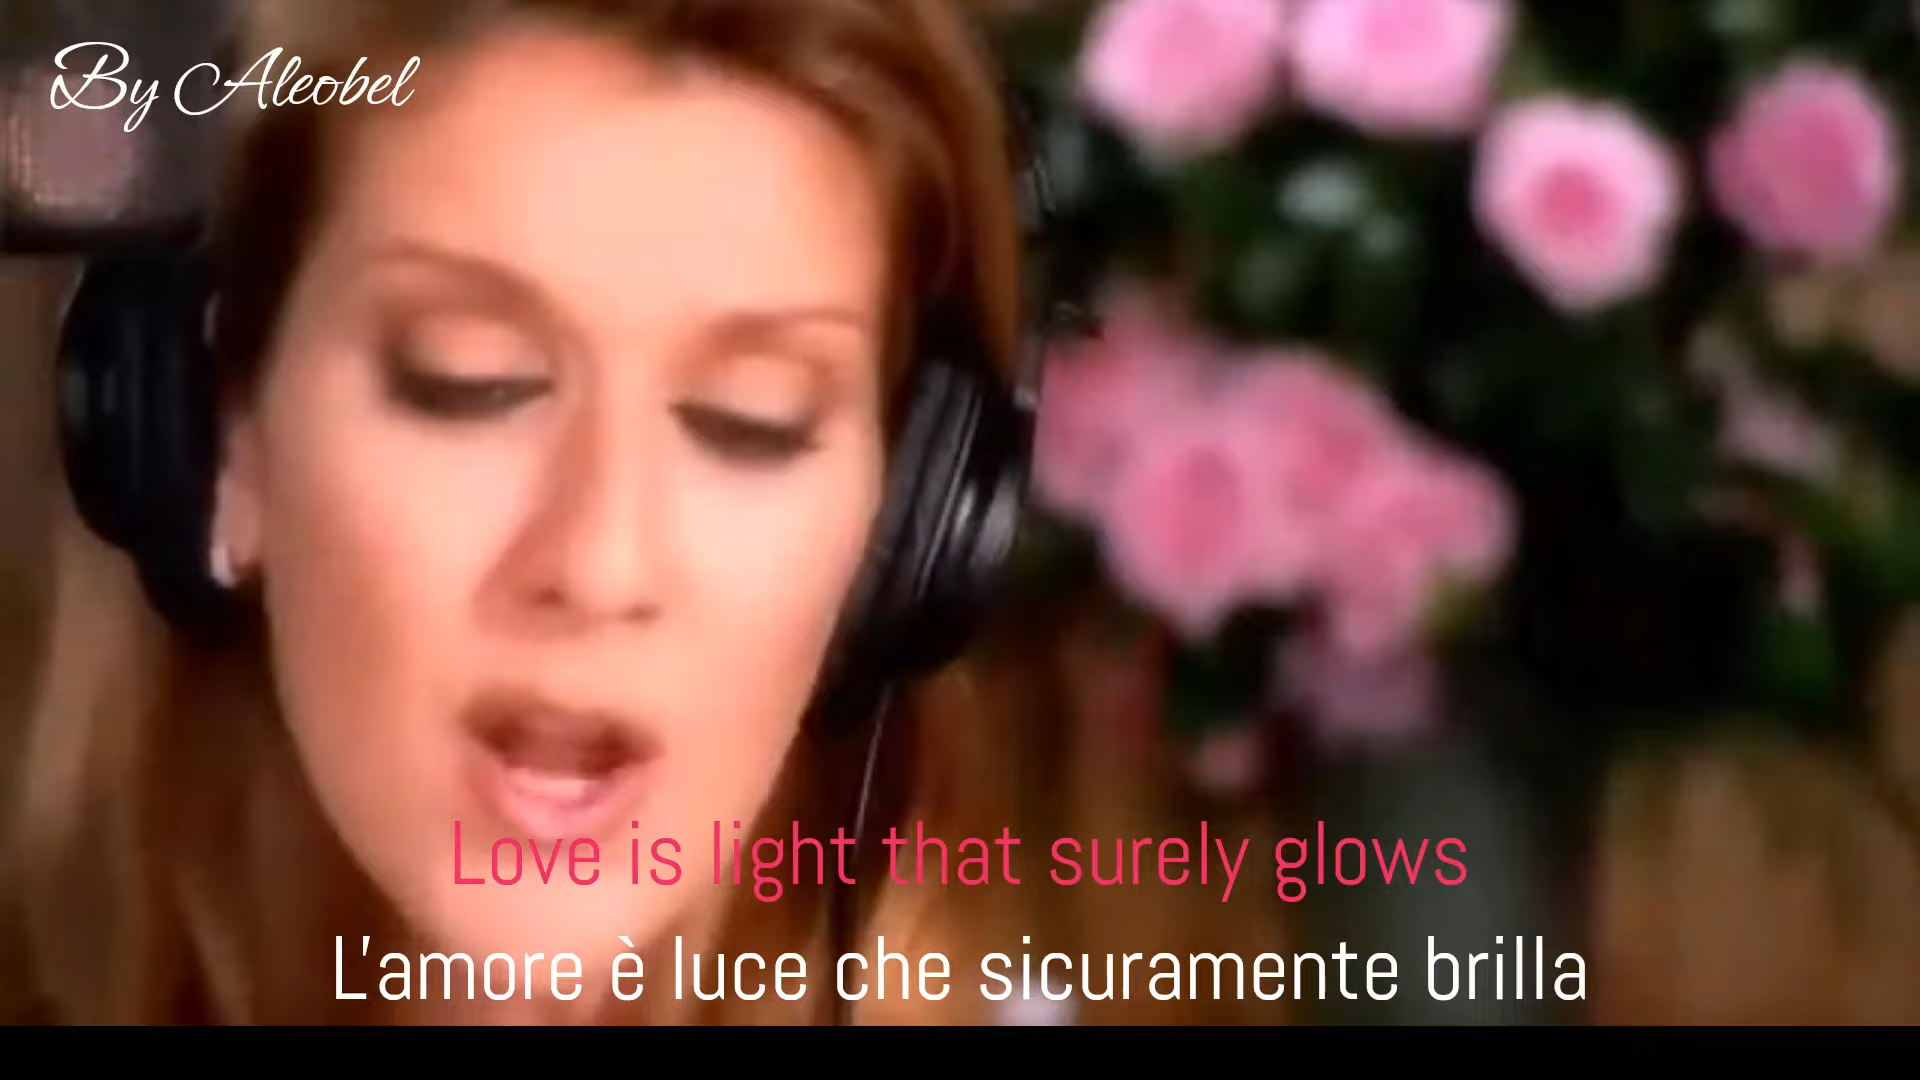 By Aleobel
Love is light that surely glows
L'amore è luce che sicuramente brilla